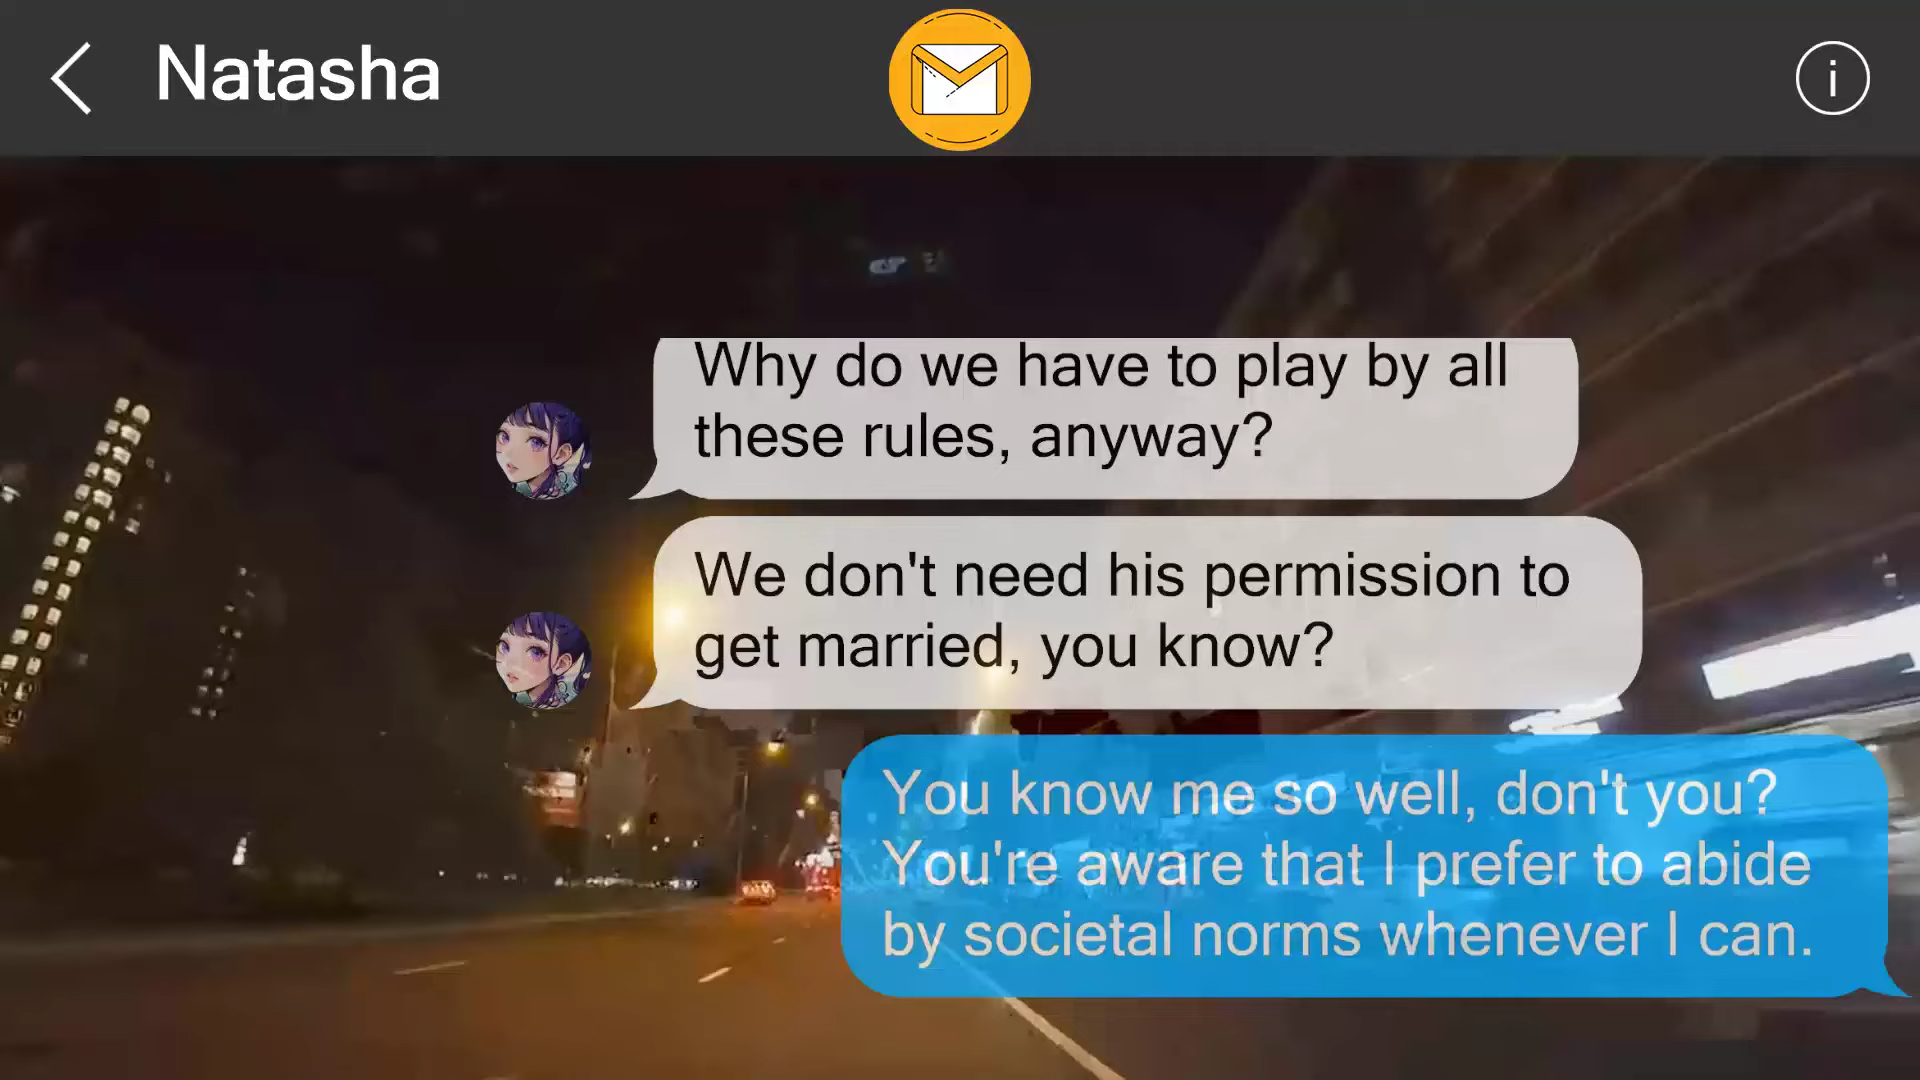 Natasha
Why do we have to play by all
these rules, anyway?
We don't need his permission to
get married, you know?
You know me so well, don't you?
You're aware that I prefer to abide
by societal norms whenever I can.